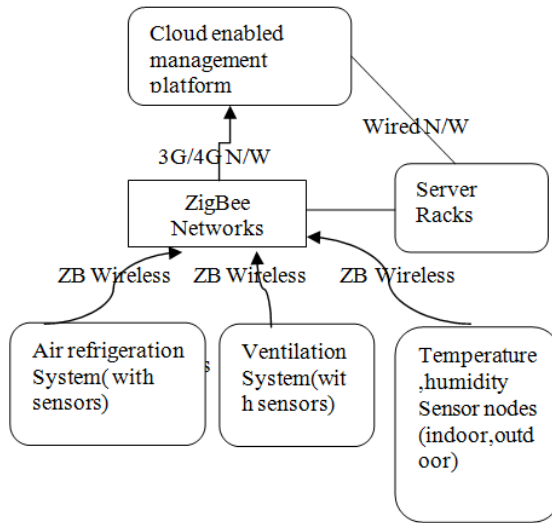 Cloud enabled
management
platform
Wired N/W
3G/4G N/W
Server
Racks
ZigBee
Networks
ZB Wireless
ZB Wireless
ZB Wireless
Air refrigeration
System( with
sensors)
s
Ventilation
System(wit
h sensors)
Temperature
,humidity
Sensor nodes
(indoor,outd
oor)